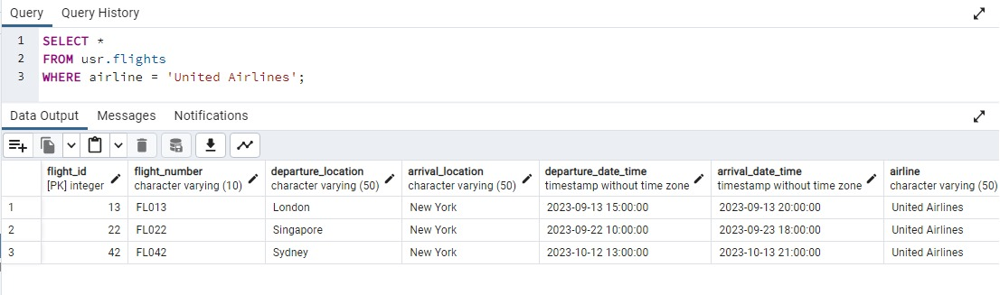 Query Query History
1 SELECT *
2 FROM usr.flights
3 WHERE airline = 'United Airlines';
Data Output Messages Notifications
flight_id flight_number departure_location arrival_location departure_date_time arrival_date_time airline
[PK] integer character varying (10) character varying (50) character varying (50) timestamp without time zone timestamp without time zone character varying (50)
1 13 FL013 London New York 2023-09-13 15:00:00 2023-09-13 20:00:00 United Airlines
2 22 FL022 Singapore New York 2023-09-22 10:00:00 2023-09-23 18:00:00 United Airlines
3 42 FL042 Sydney New York 2023-10-12 13:00:00 2023-10-13 21:00:00 United Airlines